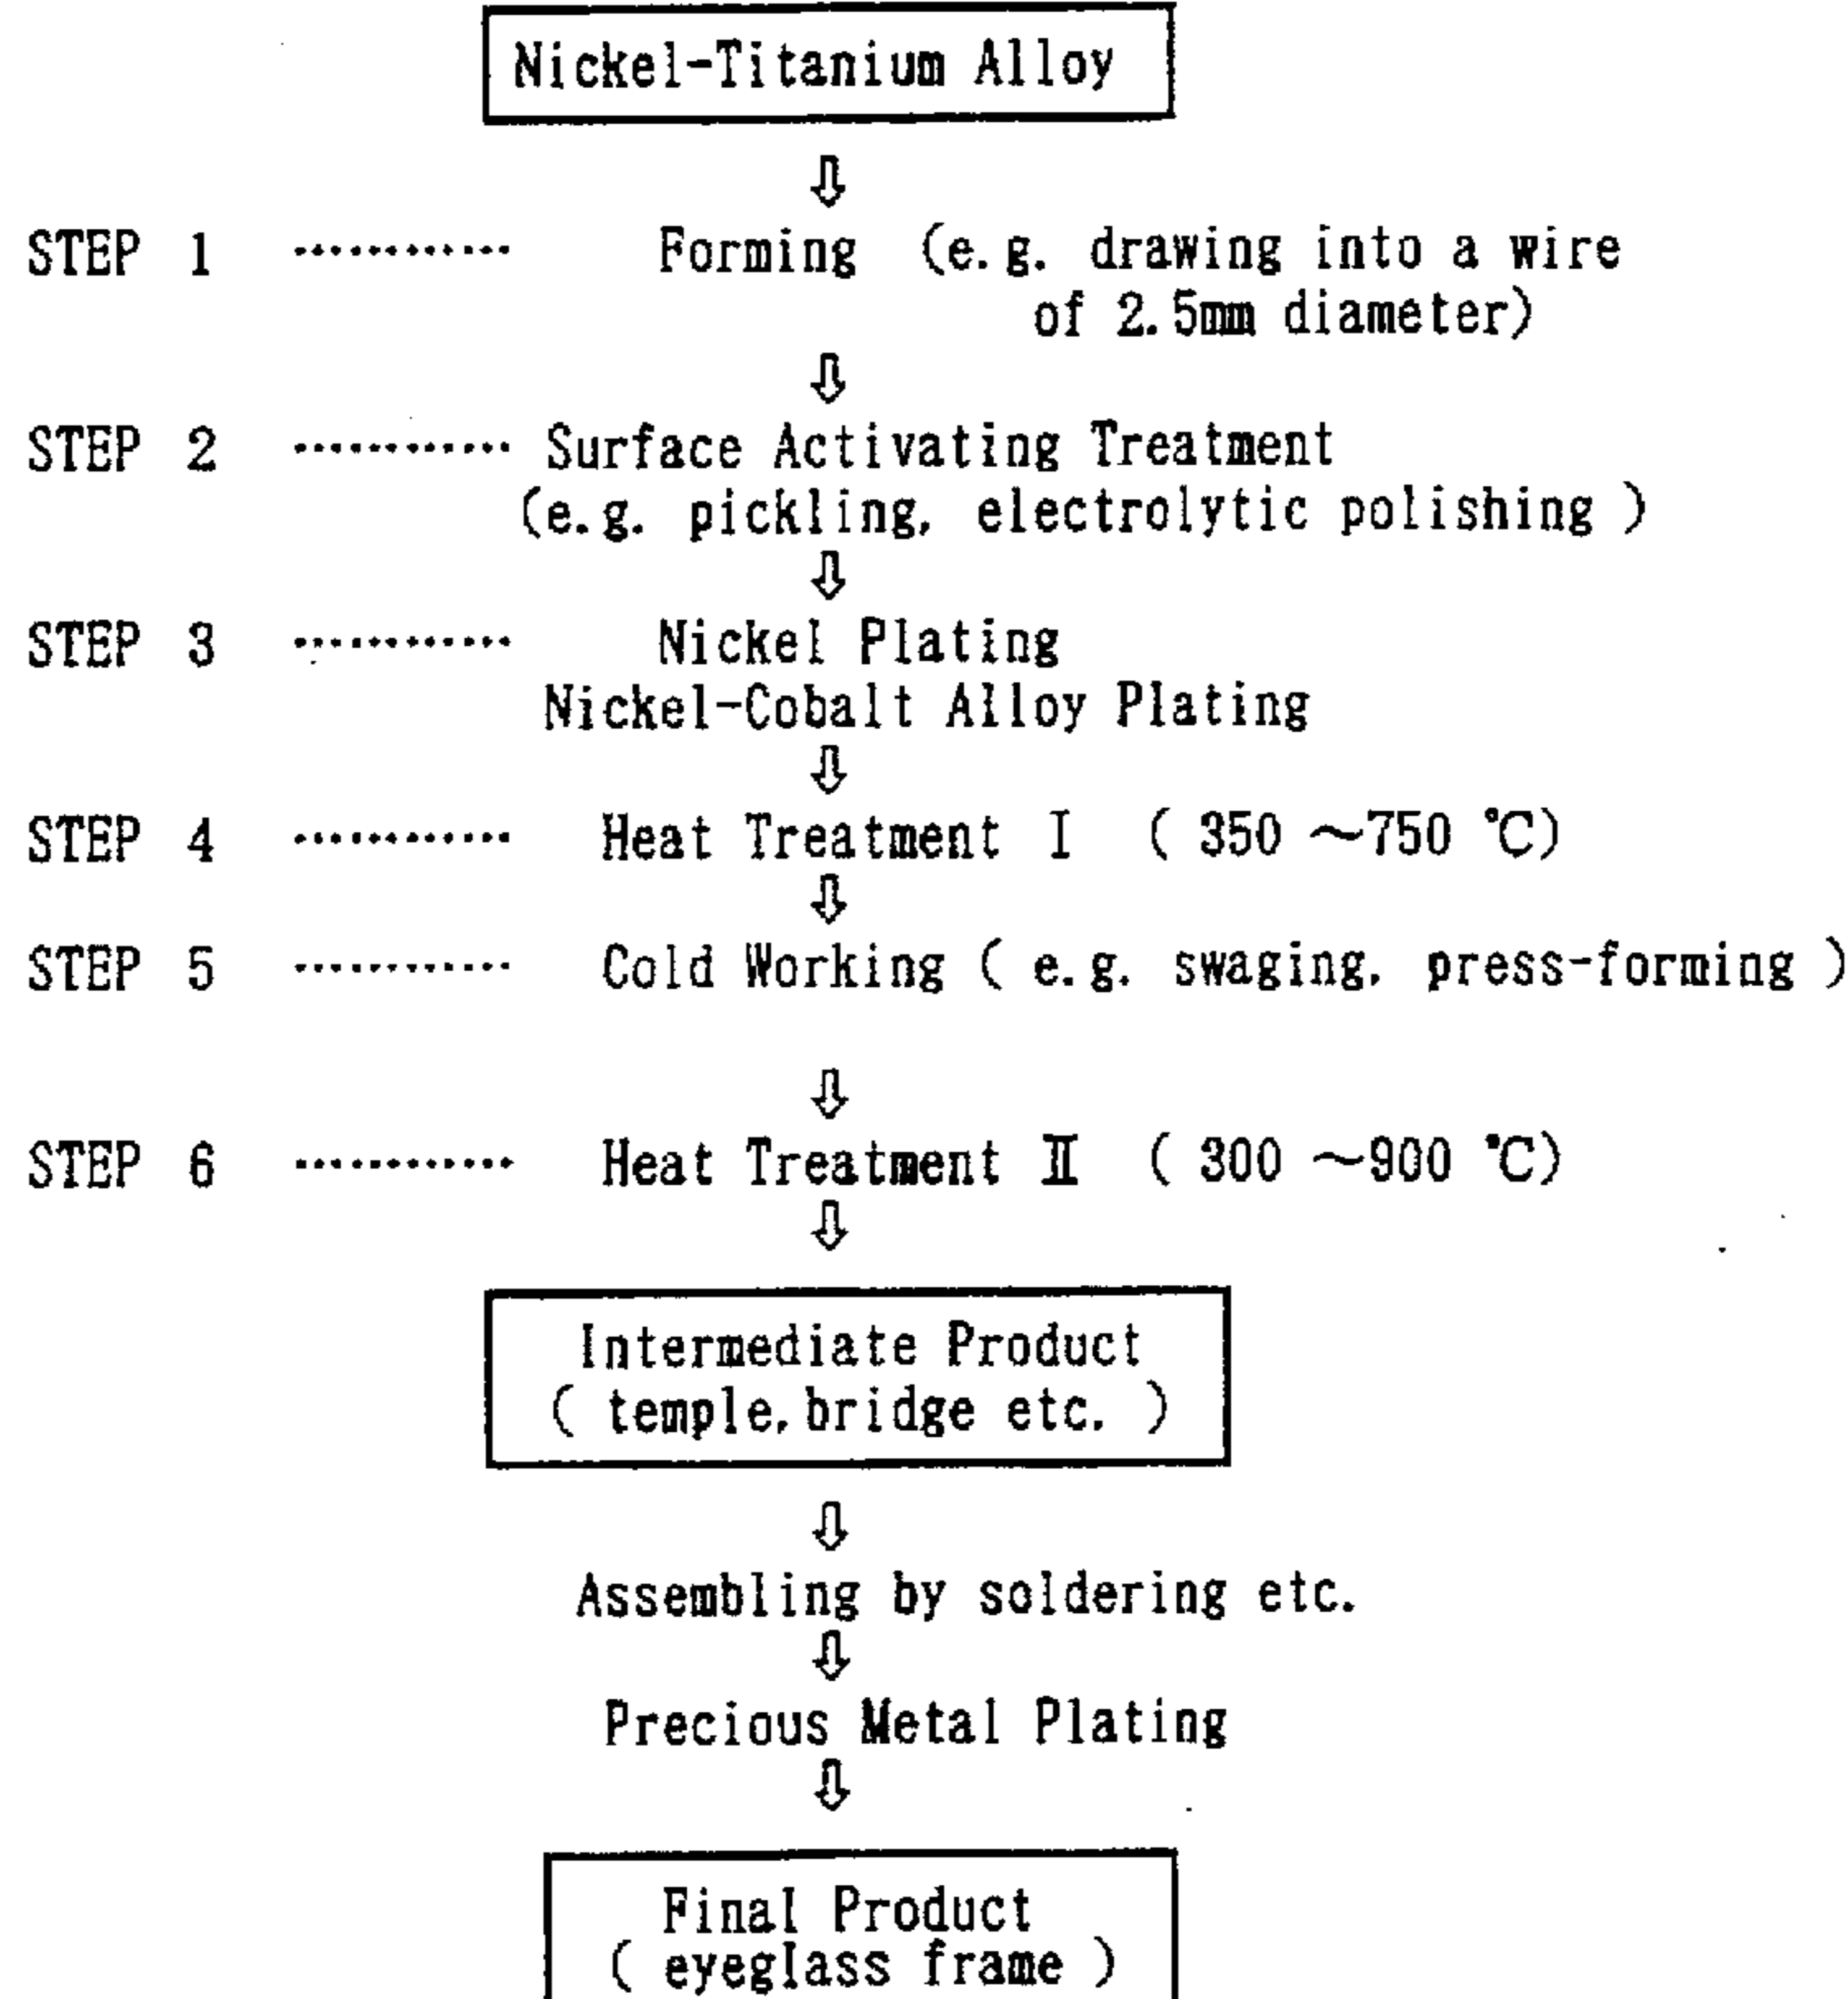 Nickel-Titanium Alloy
⇩
STEP 1 ............ Forming (e.g. drawing into a wire
of 2.5mm diameter)
⇩
STEP 2 ............ Surface Activating Treatment
(e.g. pickling, electrolytic polishing )
⇩
STEP 3 ............ Nickel Plating
Nickel-Cobalt Alloy Plating
⇩
STEP 4 ............ Heat Treatment I ( 350 ~750 ℃)
⇩
STEP 5 ............ Cold Working ( e.g. swaging, press-forming )
⇩
STEP 6 ............ Heat Treatment II ( 300 ~900 ℃)
⇩
Intermediate Product
( temple,bridge etc. )
⇩
Assembling by soldering etc.
⇩
Precious Metal Plating
⇩
Final Product
( eyeglass frame )